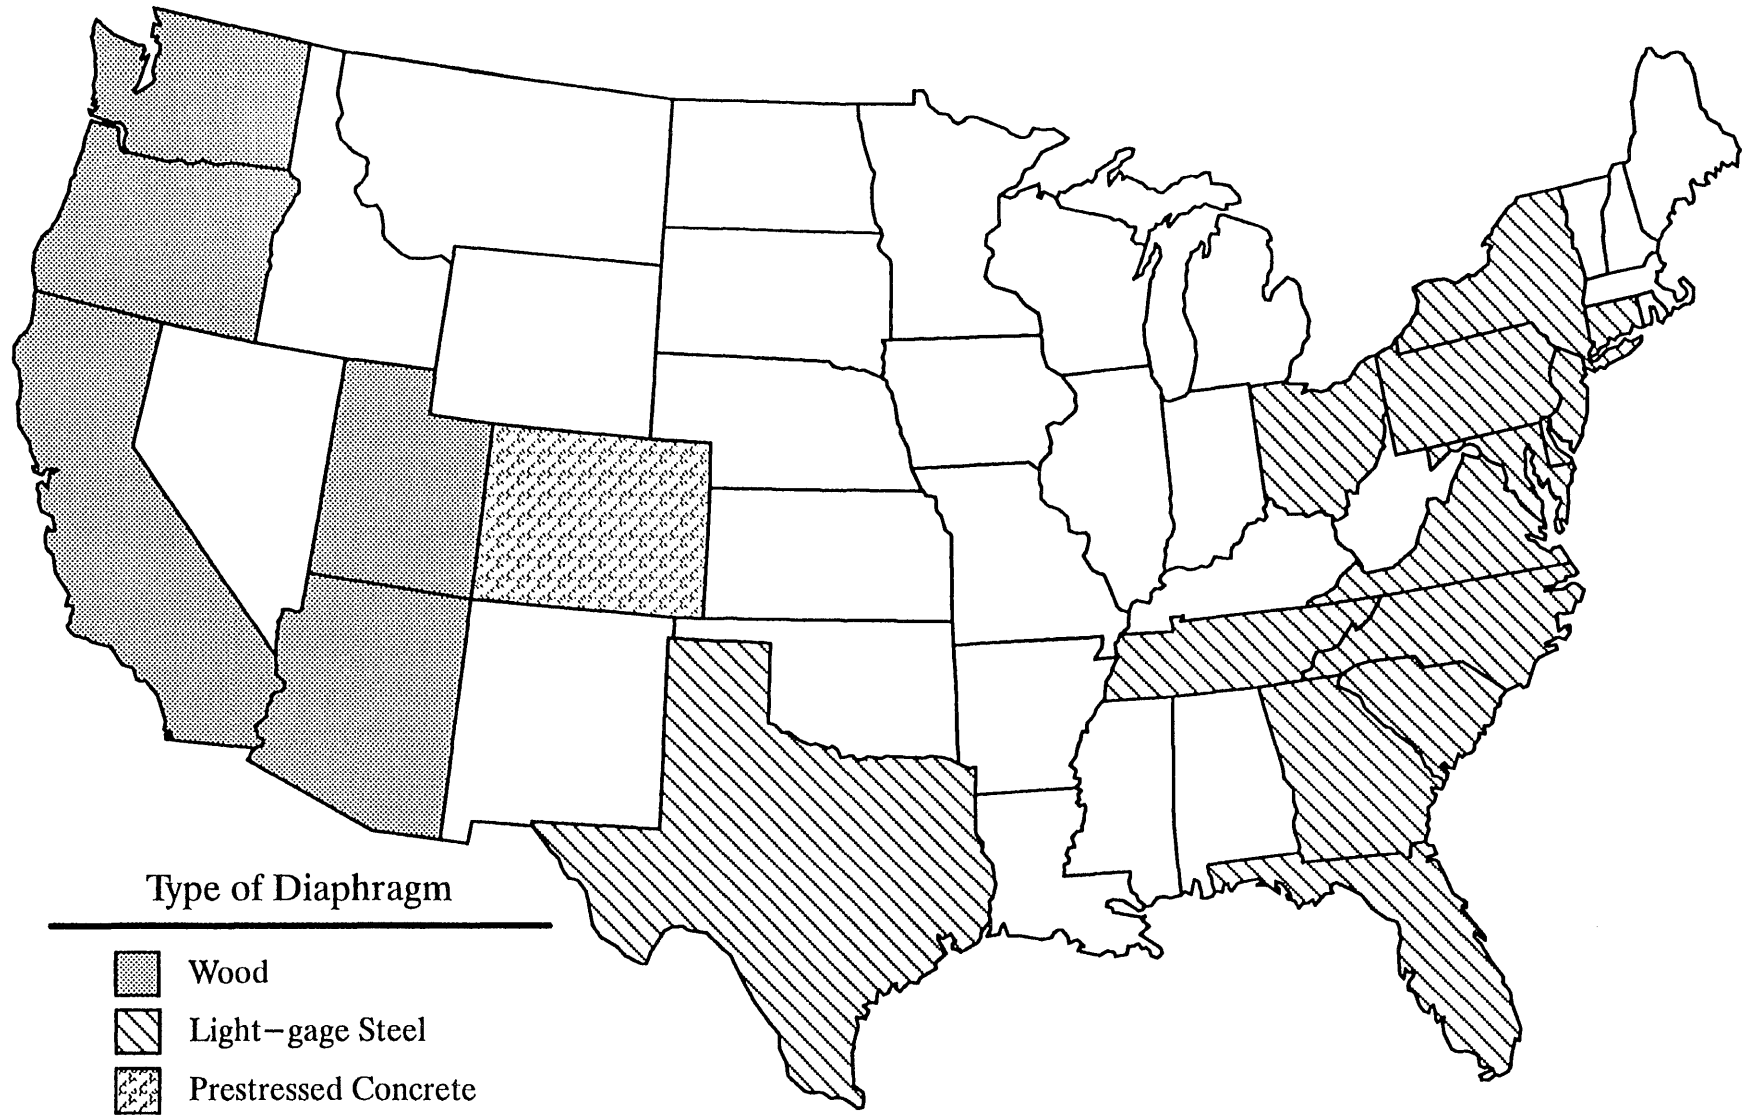 Type of Diaphragm
Wood
Light-gage Steel
Prestressed Concrete